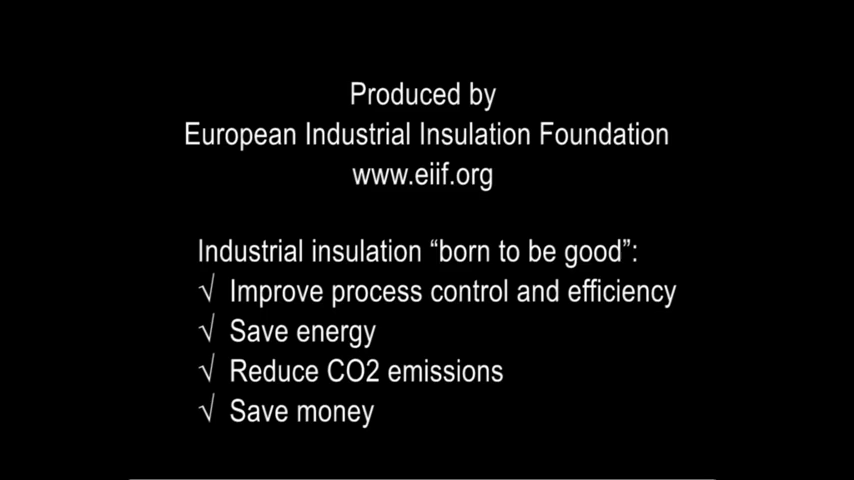 Produced by
European Industrial Insulation Foundation
www.eiif.org
Industrial insulation “born to be good”:
√ Improve process control and efficiency
√ Save energy
√ Reduce CO2 emissions
√ Save money